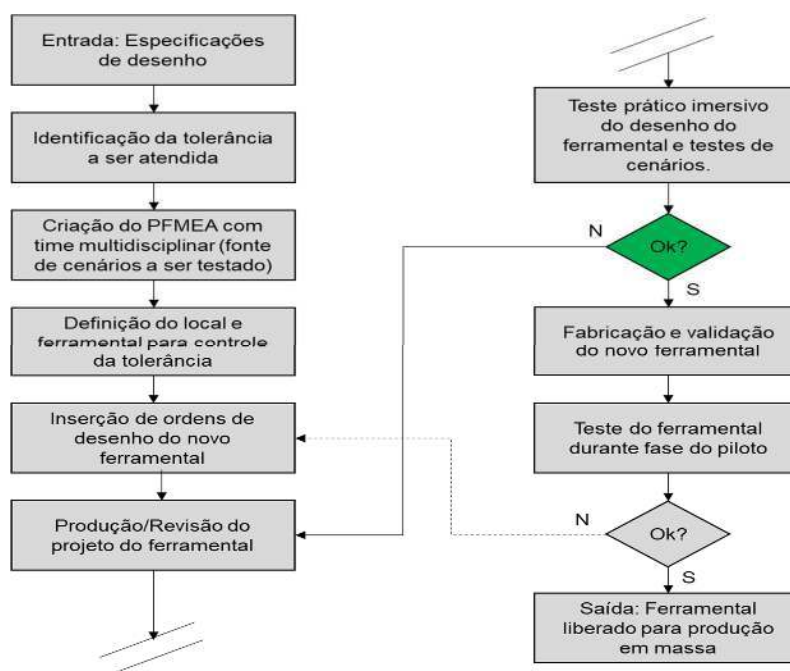 Entrada: Especificações
de desenho
Identificação da tolerância
a ser atendida
Criação do PFMEA com
time multidisciplinar (fonte
de cenários a ser testado)
Definição do local e
ferramental para controle
da tolerância
Inserção de ordens de
desenho do novo
ferramental
Produção/Revisão do
projeto do ferramental
Teste prático imersivo
do desenho do
ferramental e testes de
cenários.
N
Ok?
S
Fabricação e validação
do novo ferramental
Teste do ferramental
durante fase do piloto
N
Ok?
S
Saída: Ferramental
liberado para produção
em massa